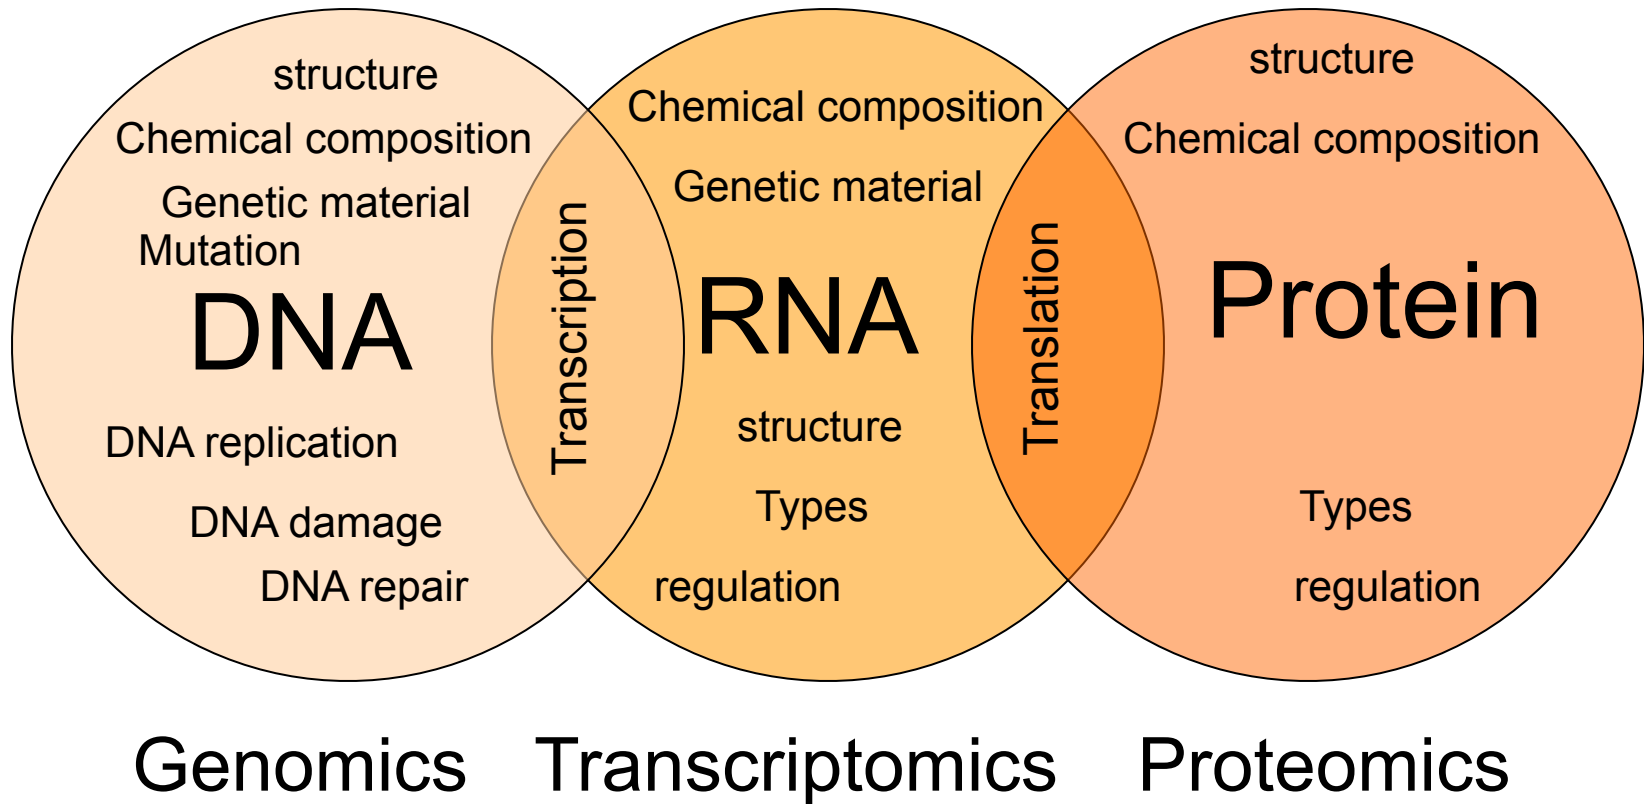 structure
Chemical composition
Genetic material
Mutation
DNA
DNA replication
DNA damage
DNA repair
Transcription
Chemical composition
Genetic material
RNA
structure
Types
regulation
Translation
structure
Chemical composition
Protein
Types
regulation
Genomics
Transcriptomics
Proteomics